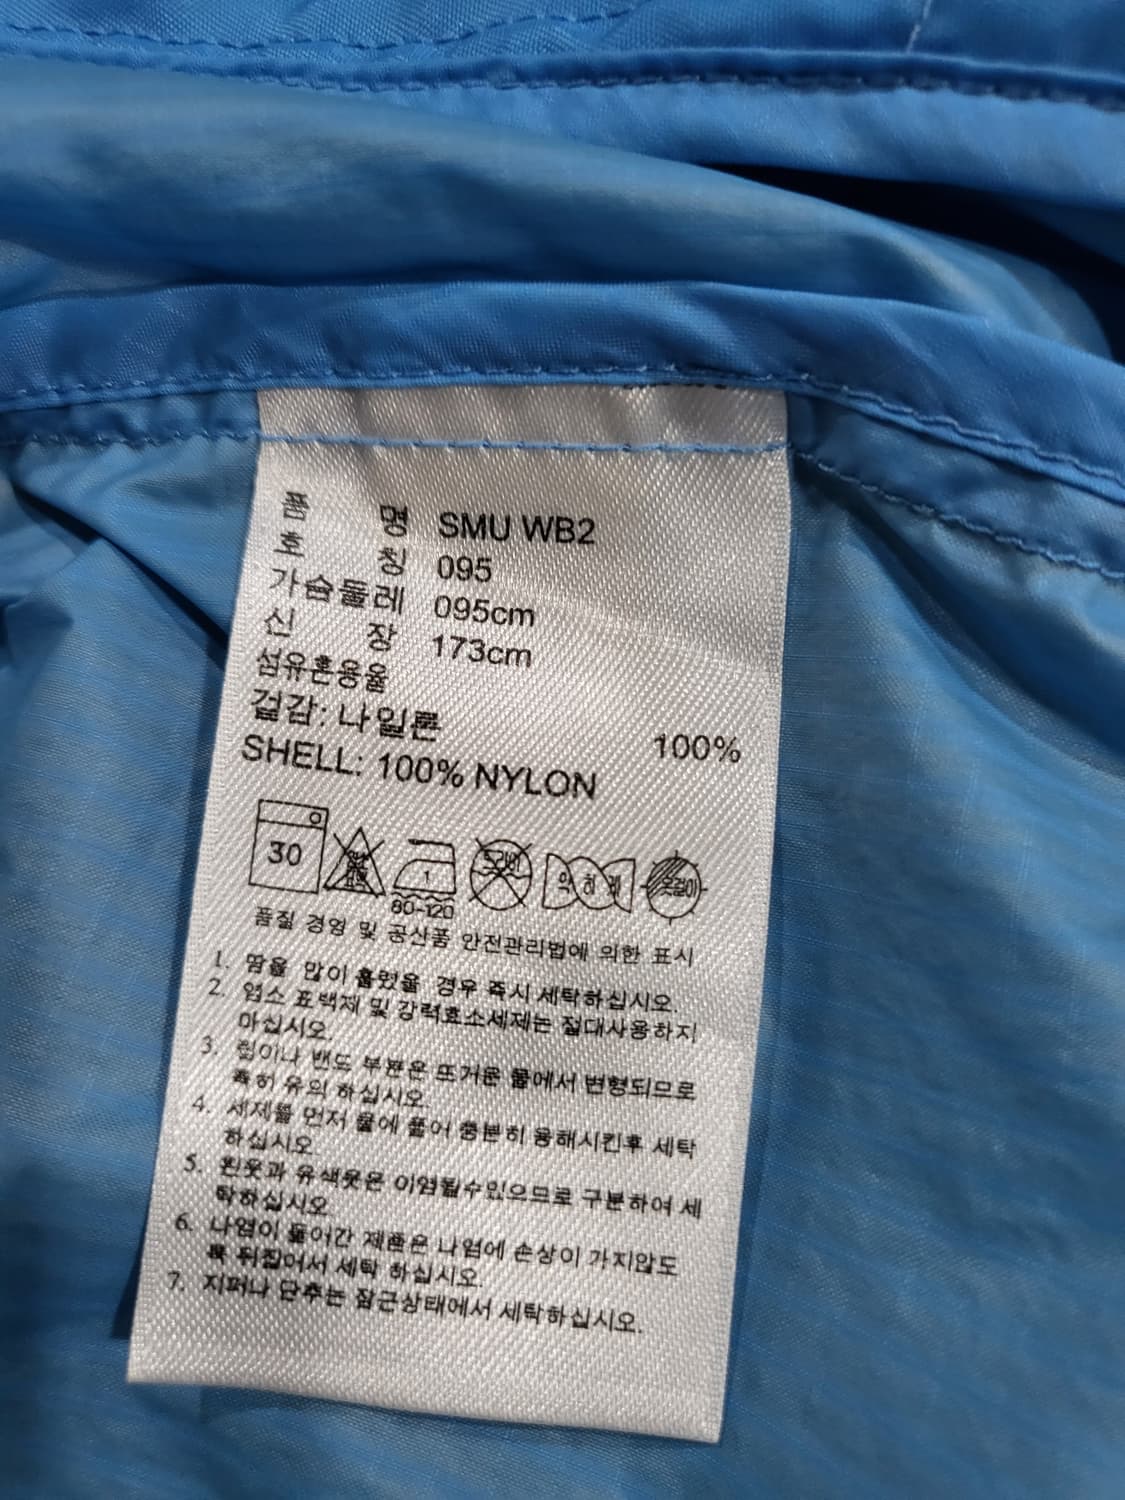 품 명 SMU WB2
호 칭 095
가슴둘레 095cm
신 장 173cm
섬유혼용율
겉감: 나일론 100%
SHELL: 100% NYLON
30
1
80-120
드라이
약하게
옷걸이
품질 경영 및 공산품 안전관리법에 의한 표시
1. 땀을 많이 흘렸을 경우 즉시 세탁하십시오.
2. 염소 표백제 및 강력효소세제는 절대사용하지
마십시오.
3. 립이나 밴드 부분은 뜨거운 물에서 변형되므로
특히 유의 하십시오.
4. 세제를 먼저 물에 풀어 충분히 용해시킨후 세탁
하십시오.
5. 흰옷과 유색옷은 이염될수있으므로 구분하여 세
탁하십시오.
6. 나염이 들어간 제품은 나염에 손상이 가지않도
록 뒤집어서 세탁 하십시오.
7. 지퍼나 단추는 잠근상태에서 세탁하십시오.